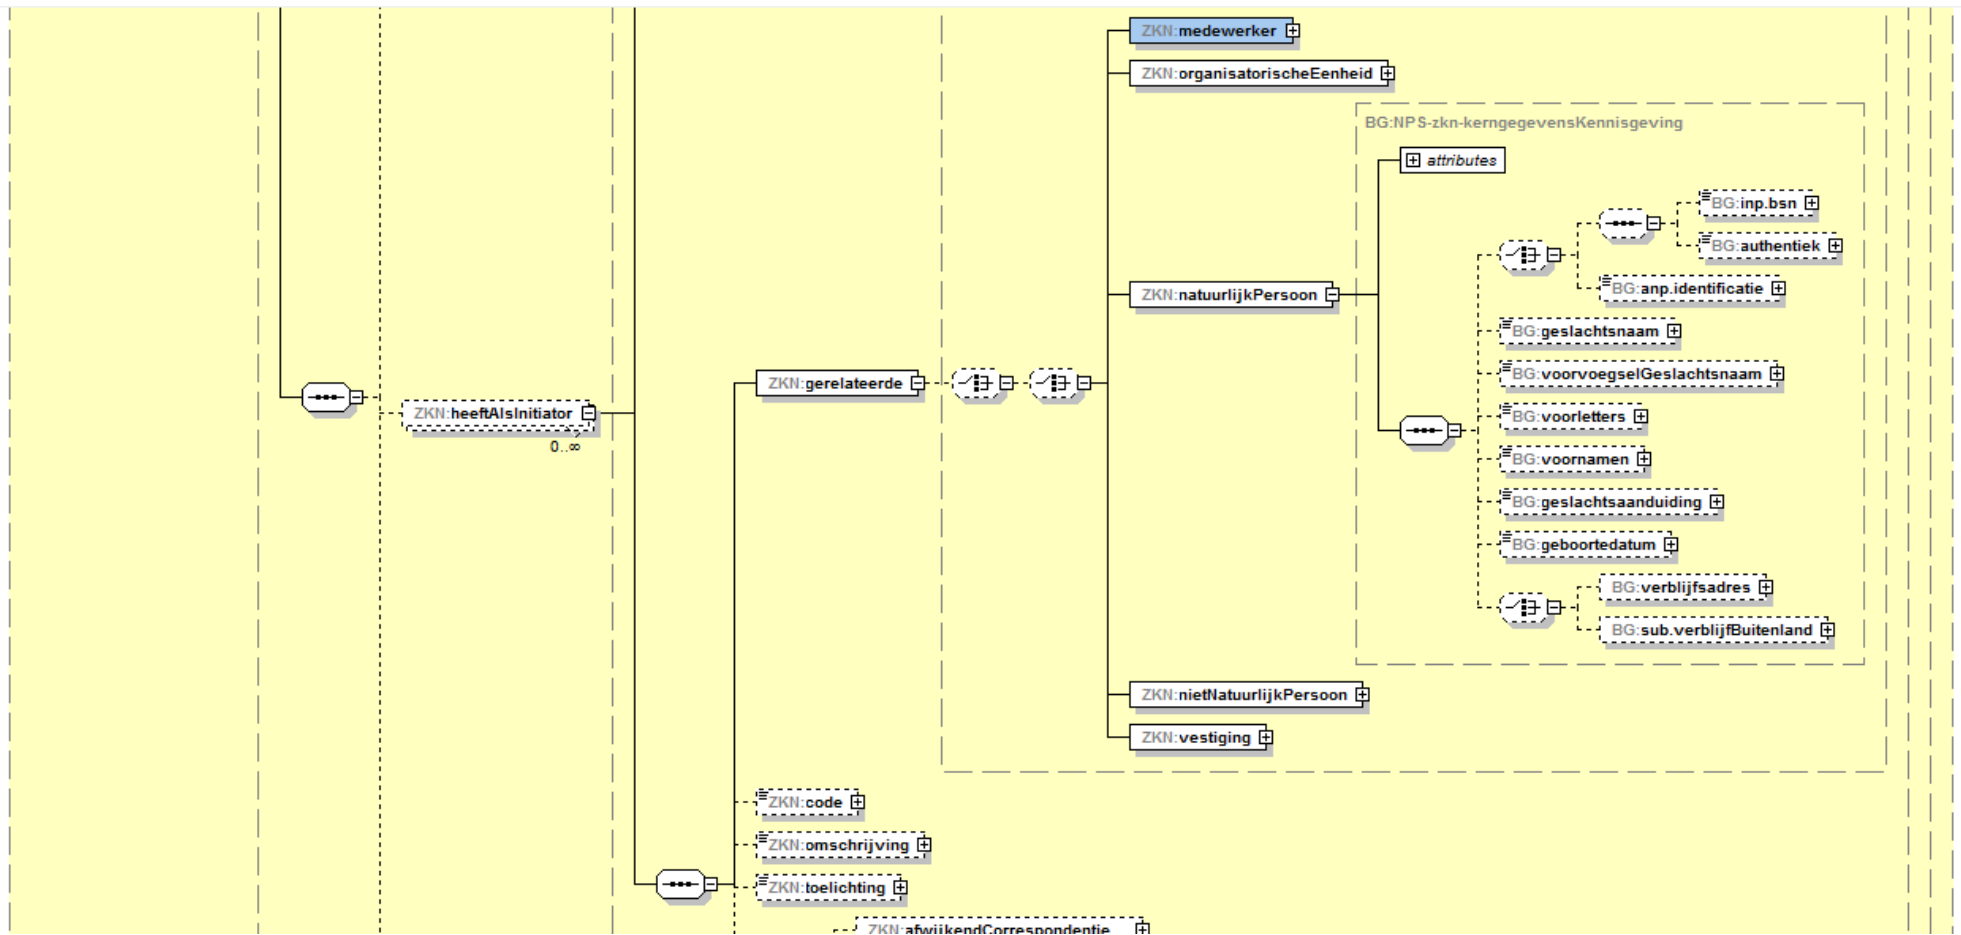 ZKN:medewerker
ZKN:organisatorischeEenheid
BG:NPS-zkn-kerngegevensKennisgeving
attributes
BG:inp.bsn
BG:authentiek
BG:anp.identificatie
ZKN:natuurlijkPersoon
BG:geslachtsnaam
BG:voorvoegselGeslachtsnaam
ZKN:gerelateerde
ZKN:heeftAlsInitiator
0..∞
BG:voorletters
BG:voornamen
BG:geslachtsaanduiding
BG:geboortedatum
BG:verblijfsadres
BG:sub.verblijfBuitenland
ZKN:nietNatuurlijkPersoon
ZKN:vestiging
ZKN:code
ZKN:omschrijving
ZKN:toelichting
ZKN:afwijkendCorrespondentie